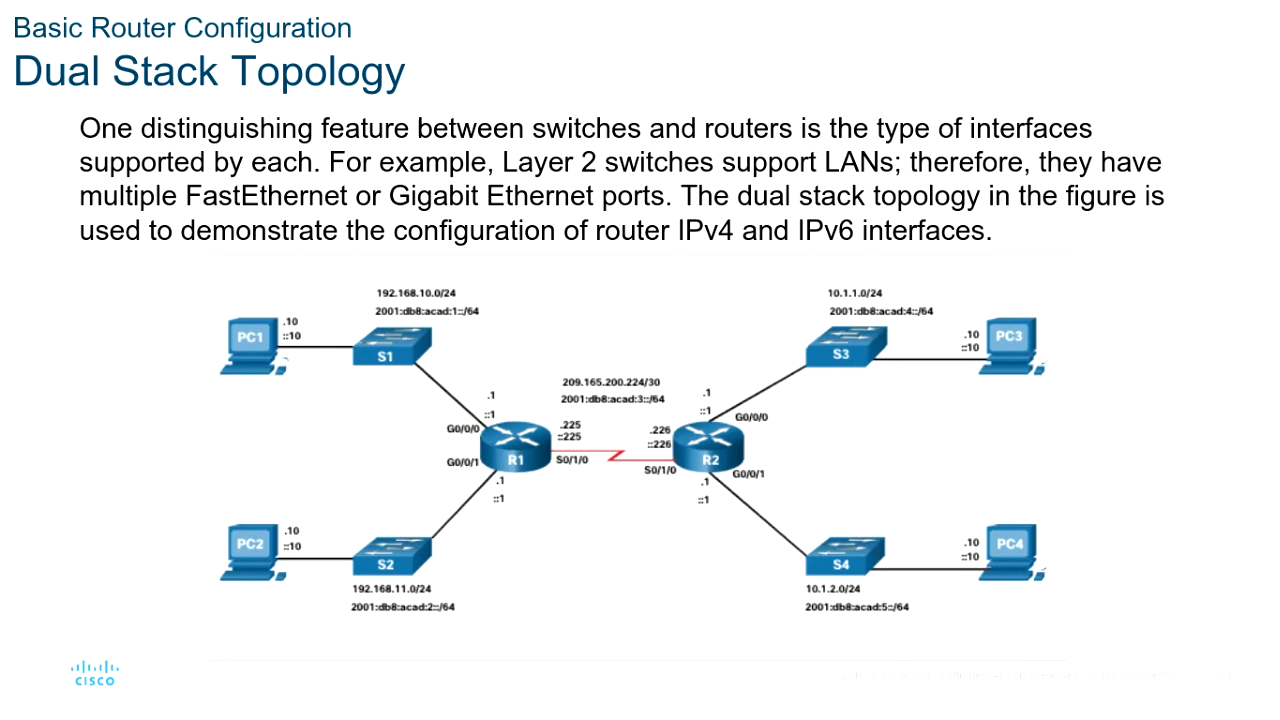 Basic Router Configuration
Dual Stack Topology
One distinguishing feature between switches and routers is the type of interfaces
supported by each. For example, Layer 2 switches support LANs; therefore, they have
multiple FastEthernet or Gigabit Ethernet ports. The dual stack topology in the figure is
used to demonstrate the configuration of router IPv4 and IPv6 interfaces.
192.168.10.0/24
2001:db8:acad:1::/64
10.1.1.0/24
2001:db8:acad:4::/64
PC1
.10
::10
S1
S3
.10
::10
PC3
209.165.200.224/30
2001:db8:acad:3::/64
.1
::1
.1
::1
G0/0/0
G0/0/0
.225
::225
.226
::226
G0/0/1
R1
S0/1/0
S0/1/0
R2
G0/0/1
.1
::1
.1
::1
PC2
.10
::10
S2
S4
.10
::10
PC4
192.168.11.0/24
2001:db8:acad:2::/64
10.1.2.0/24
2001:db8:acad:5::/64
CISCO